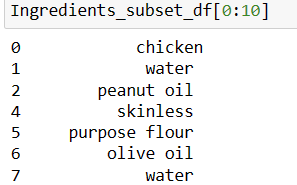 Ingredients_subset_df[0:10]
0 chicken
1 water
2 peanut oil
4 skinless
5 purpose flour
6 olive oil
7 water